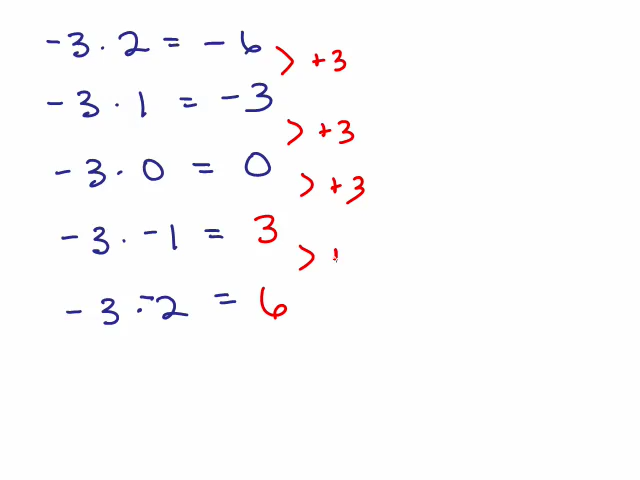 -3 · 2 = -6 > +3
-3 · 1 = -3 > +3
-3 · 0 = 0 > +3
-3 · -1 = 3 >
-3 · -2 = 6